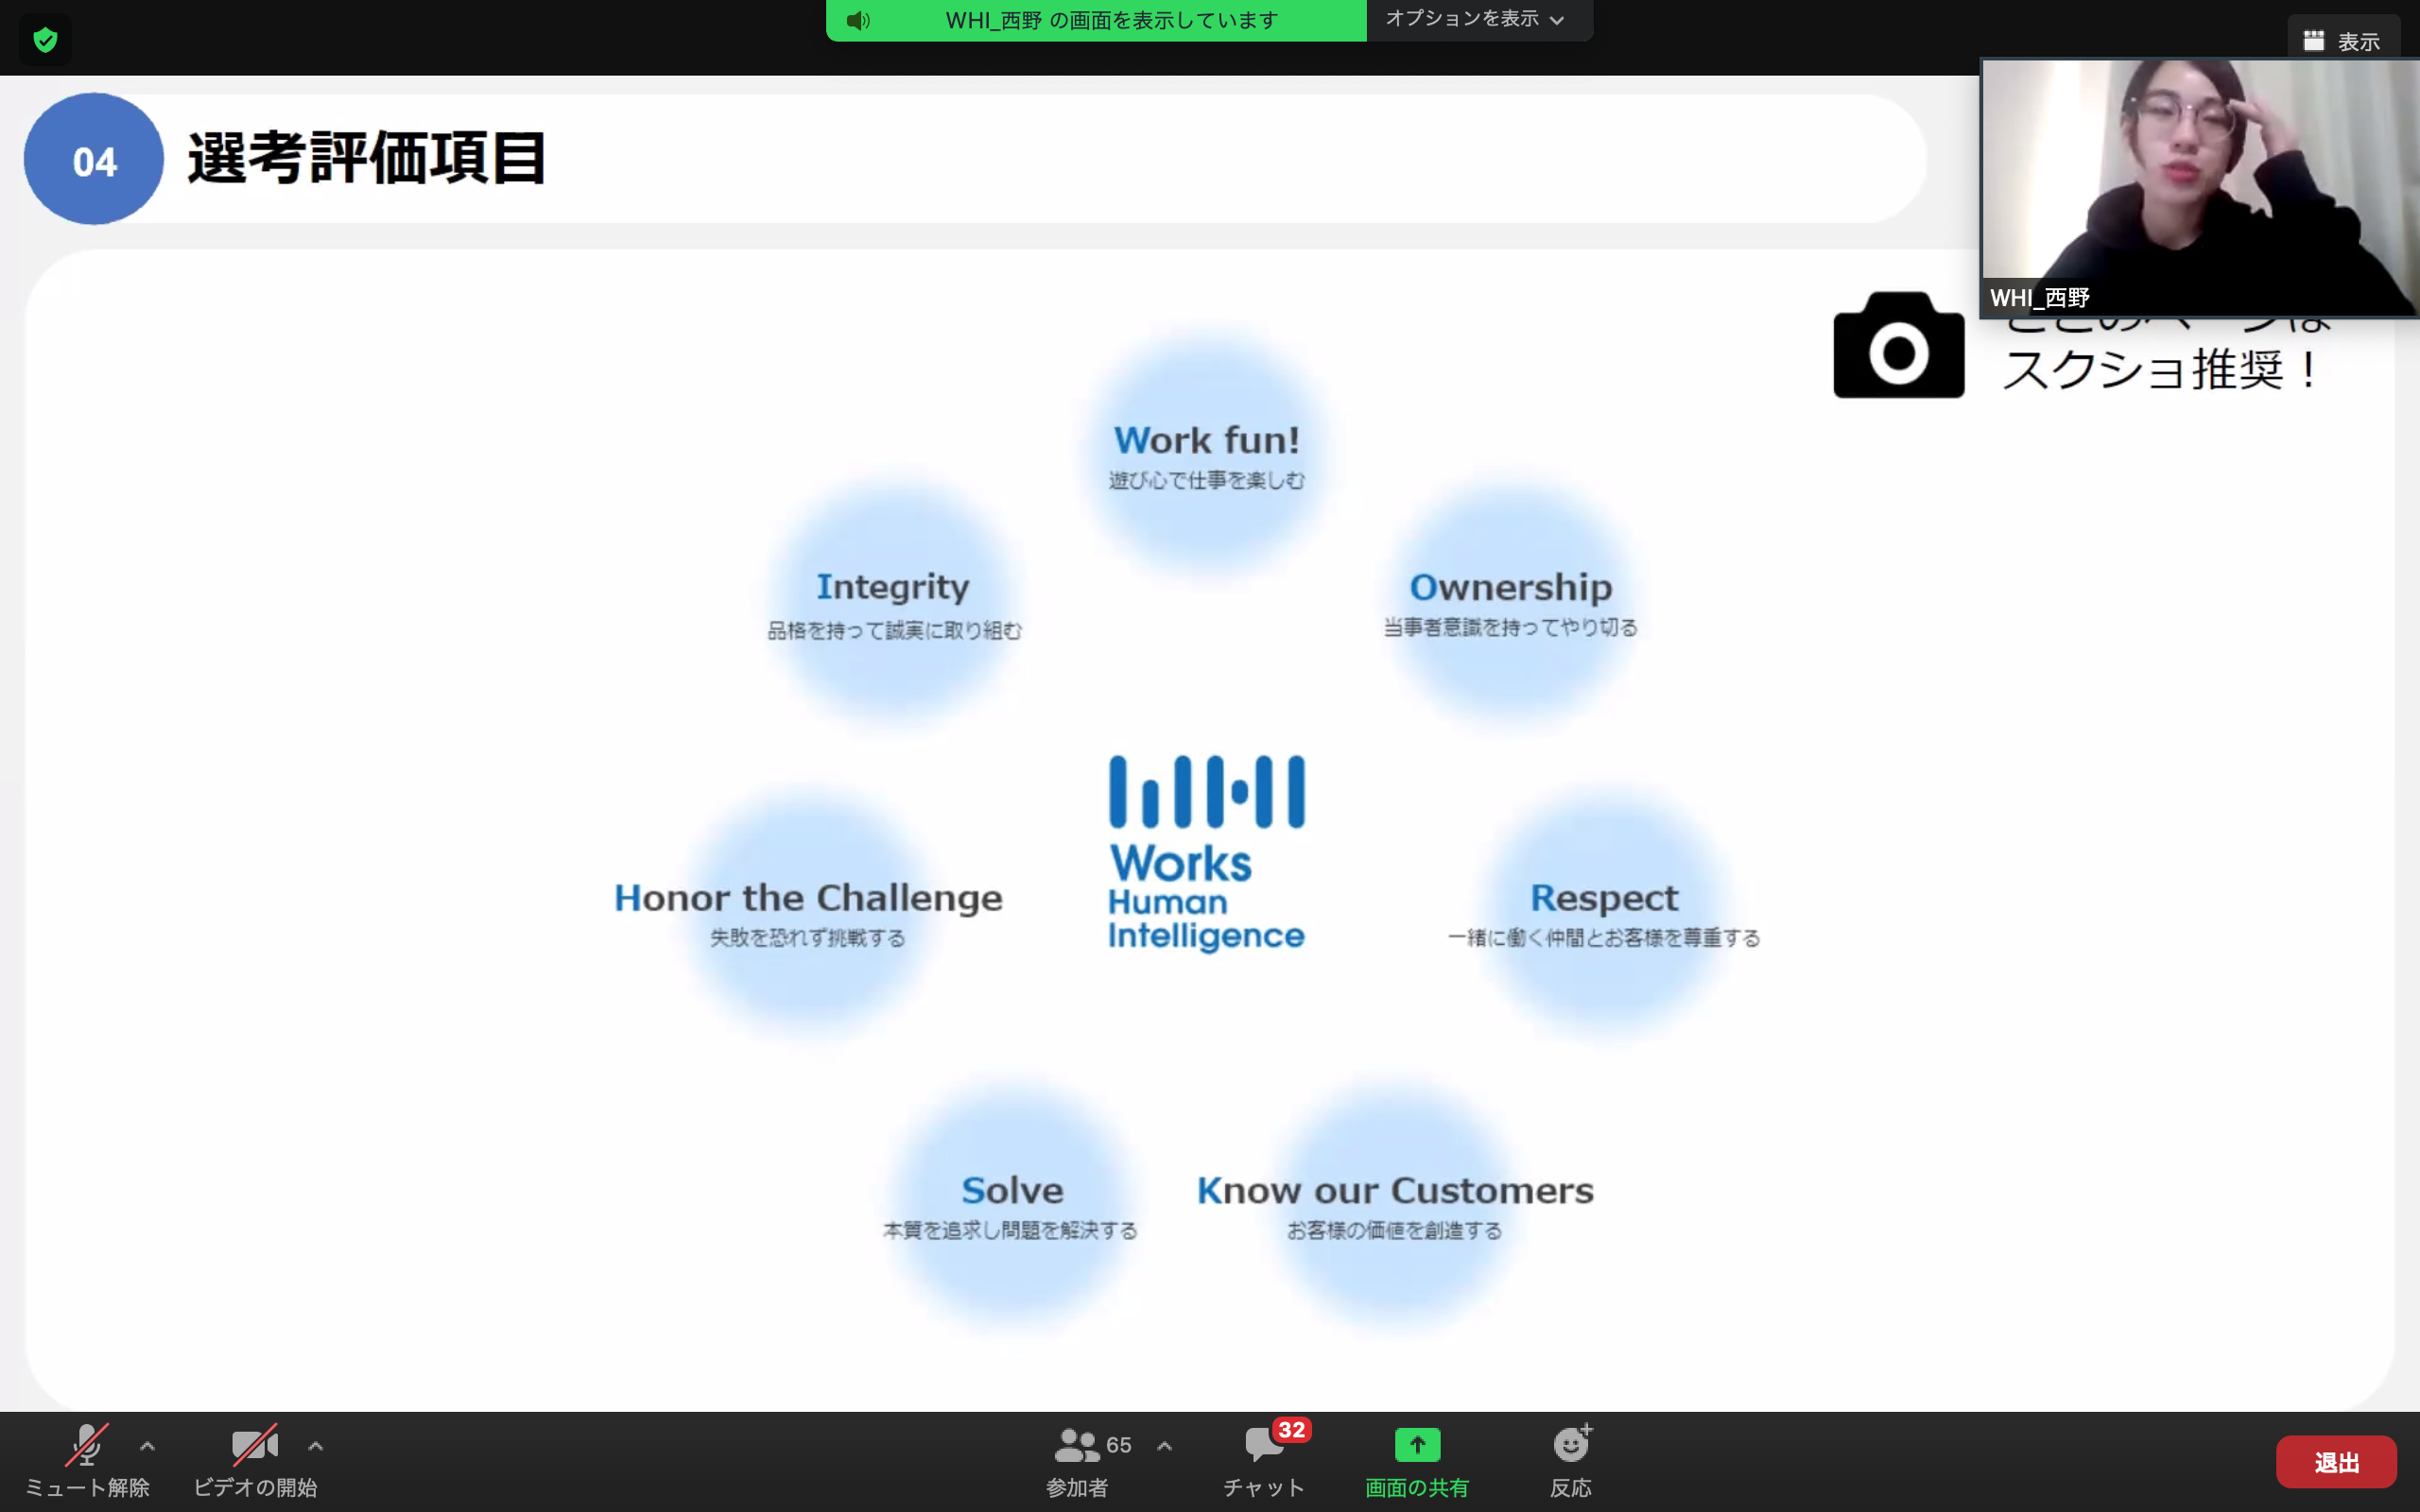 WHI_西野 の画面を表示しています
オプションを表示
表示
04
選考評価項目
WHI_西野
スクショ推奨！
Work fun!
遊び心で仕事を楽しむ
Integrity
品格を持って誠実に取り組む
Ownership
当事者意識を持ってやり切る
Works
Human
Intelligence
Honor the Challenge
失敗を恐れず挑戦する
Respect
一緒に働く仲間とお客様を尊重する
Solve
本質を追求し問題を解決する
Know our Customers
お客様の価値を創造する
ミュート解除
ビデオの開始
65
参加者
32
チャット
画面の共有
反応
退出